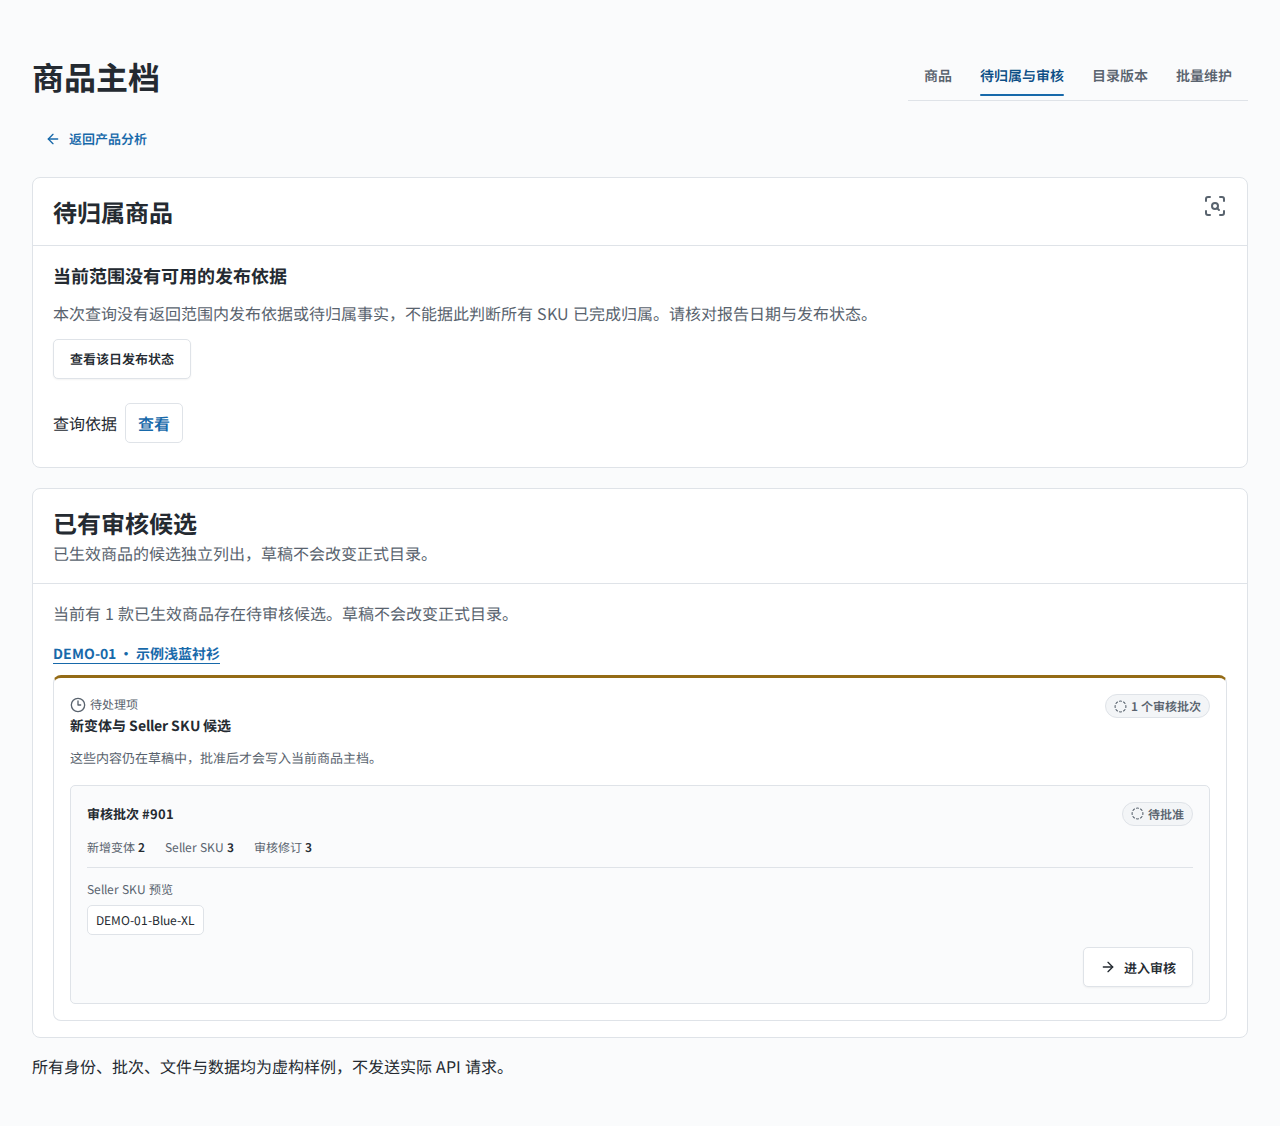 商品主档
商品 待归属与审核 目录版本 批量维护
返回产品分析
待归属商品
当前范围没有可用的发布依据
本次查询没有返回范围内发布依据或待归属事实，不能据此判断所有 SKU 已完成归属。请核对报告日期与发布状态。
查看该日发布状态
查询依据 查看
已有审核候选
已生效商品的候选独立列出，草稿不会改变正式目录。
当前有 1 款已生效商品存在待审核候选。草稿不会改变正式目录。
DEMO-01 · 示例浅蓝衬衫
待处理项
1 个审核批次
新变体与 Seller SKU 候选
这些内容仍在草稿中，批准后才会写入当前商品主档。
审核批次 #901
待批准
新增变体 2 Seller SKU 3 审核修订 3
Seller SKU 预览
DEMO-01-Blue-XL
进入审核
所有身份、批次、文件与数据均为虚构样例，不发送实际 API 请求。